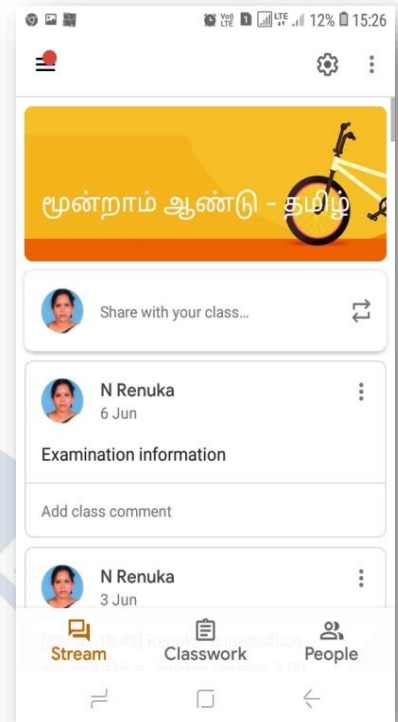 12% 15:26
மூன்றாம் ஆண்டு - தமிழ்
Share with your class...
N Renuka
6 Jun
Examination information
Add class comment
N Renuka
3 Jun
Stream
Classwork
People